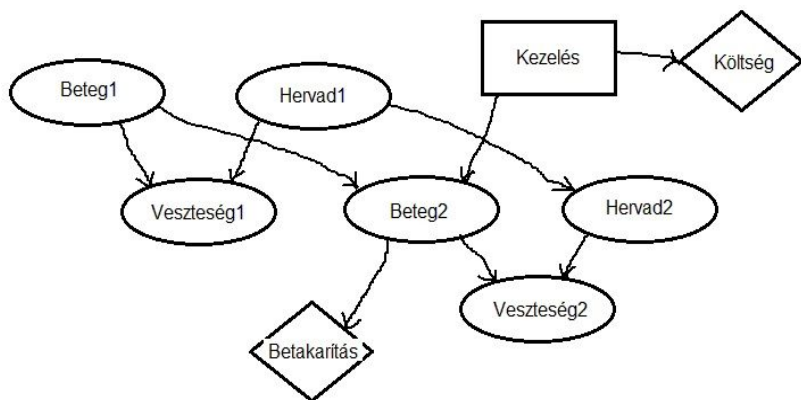 Kezelés
Költség
Beteg1
Hervad1
Veszteség1
Beteg2
Hervad2
Veszteség2
Betakarítás